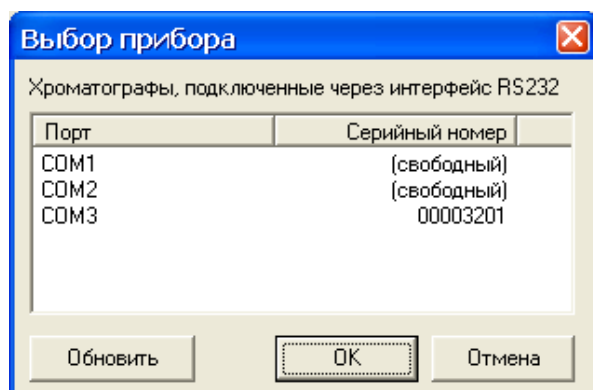 Выбор прибора
Хроматографы, подключенные через интерфейс RS232
Порт Серийный номер
COM1 (свободный)
COM2 (свободный)
COM3 00003201
Обновить OK Отмена